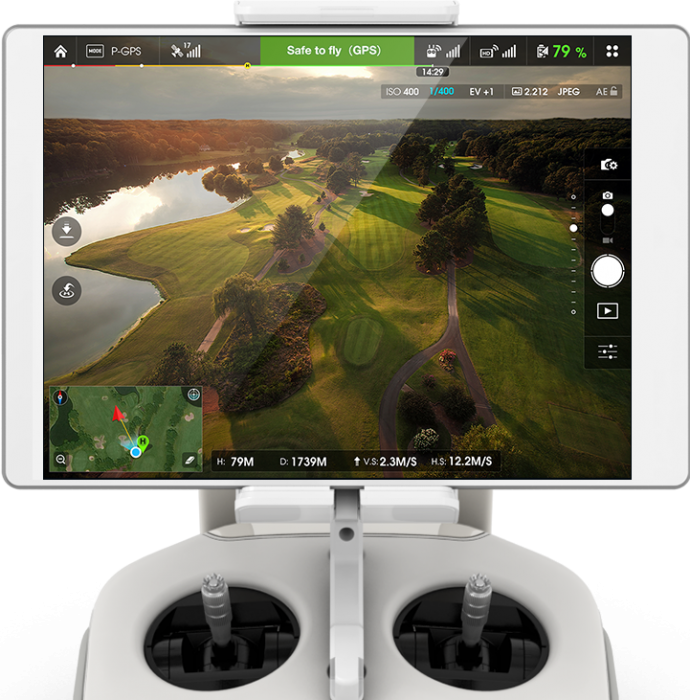 MODE P-GPS 17 Safe to fly（GPS） HD 79 %
H
14:29
ISO 400 1/400 EV +1 2.212 JPEG AE
H
H: 79M D: 1739M V.S: 2.3M/S H.S: 12.2M/S